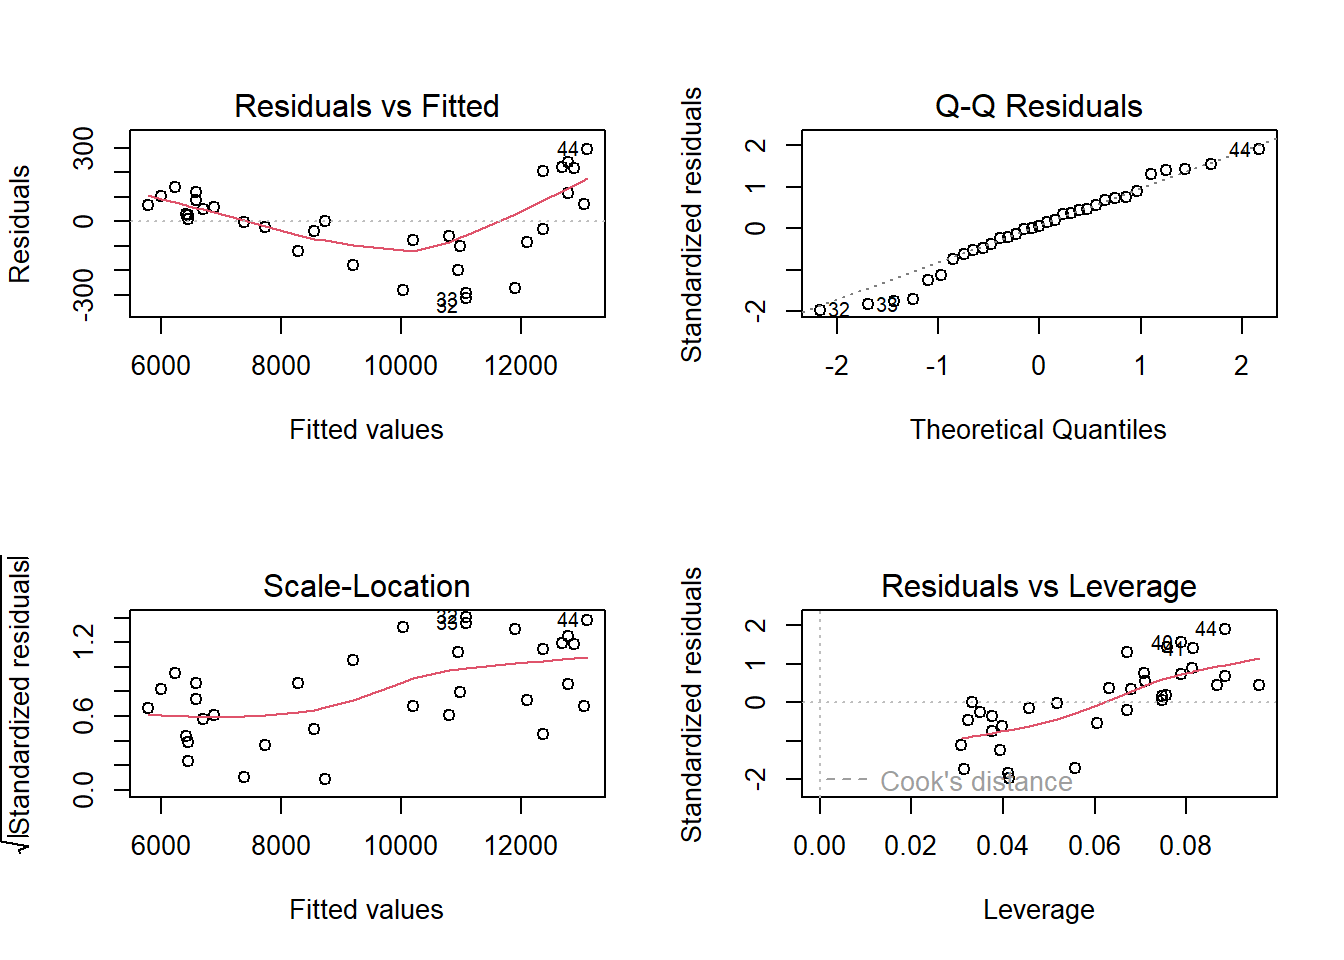 Residuals vs Fitted
Residuals
300
0
-300
44
33
32
6000 8000 10000 12000
Fitted values
Q-Q Residuals
Standardized residuals
2
1
0
-2
44
32
33
-2 -1 0 1 2
Theoretical Quantiles
Scale-Location
√|Standardized residuals|
1.2
0.6
0.0
32
33
44
6000 8000 10000 12000
Fitted values
Residuals vs Leverage
Standardized residuals
2
1
0
-2
40
44
41
Cook's distance
0.00 0.02 0.04 0.06 0.08
Leverage